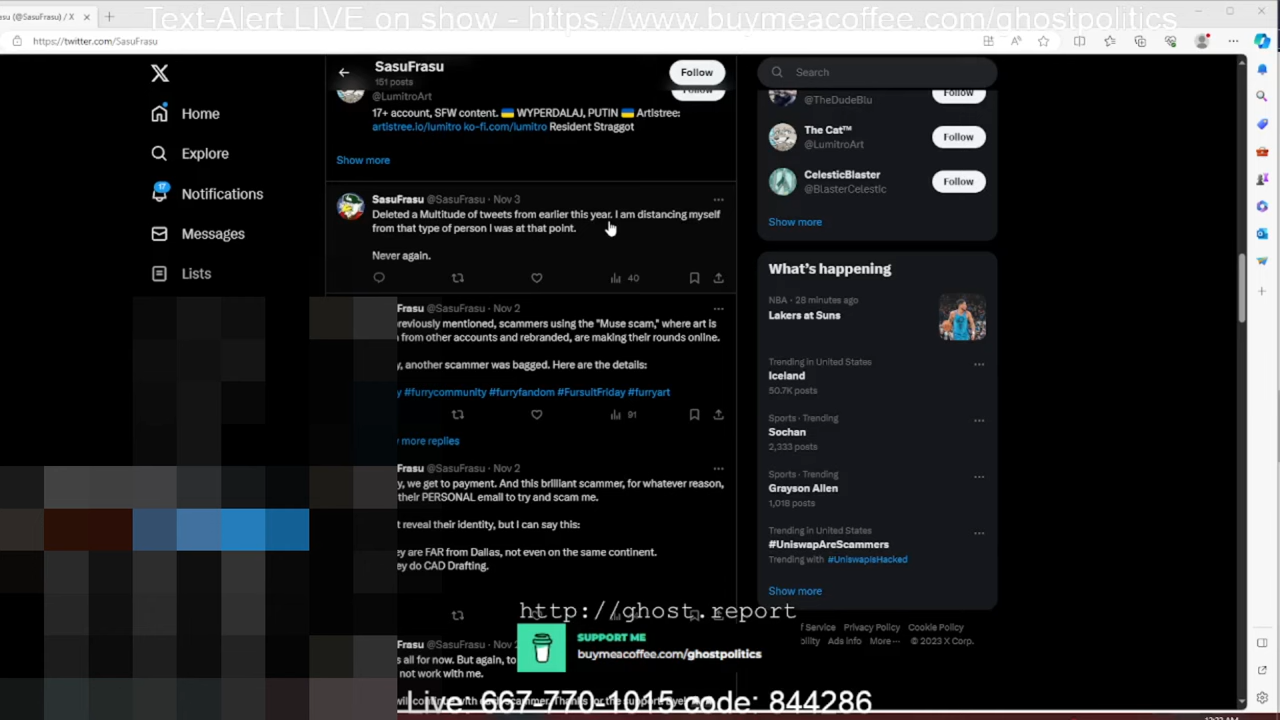 Text-Alert LIVE on show - https://www.buymeacoffee.com/ghostpolitics
asu (@SasuFrasu) / X
https://twitter.com/SasuFrasu
Home
Explore
17
Notifications
Messages
Lists
SasuFrasu
151 posts
Follow
@LumitroArt
17+ account, SFW content. 🇺🇦 WYPERDALAJ, PUTIN 🇺🇦 Artistree:
artistree.io/lumitro ko-fi.com/lumitro Resident Straggot
Show more
SasuFrasu @SasuFrasu · Nov 3
Deleted a Multitude of tweets from earlier this year. I am distancing myself
from that type of person I was at that point.
Never again.
40
Frasu @SasuFrasu · Nov 2
reviously mentioned, scammers using the "Muse scam," where art is
from other accounts and rebranded, are making their rounds online.
y, another scammer was bagged. Here are the details:
y #furrycommunity #furryfandom #FursuitFriday #furryart
91
more replies
Frasu @SasuFrasu · Nov 2
y, we get to payment. And this brilliant scammer, for whatever reason,
their PERSONAL email to try and scam me.
t reveal their identity, but I can say this:
ey are FAR from Dallas, not even on the same continent.
ey do CAD Drafting.
Frasu @SasuFrasu · Nov 2
s all for now. But again, to
not work with me.
Search
@TheDudeBlu
Follow
The Cat™
@LumitroArt
Follow
CelesticBlaster
@BlasterCelestic
Follow
Show more
What's happening
NBA · 28 minutes ago
Lakers at Suns
Trending in United States
Iceland
50.7K posts
Sports · Trending
Sochan
2,333 posts
Sports · Trending
Grayson Allen
1,018 posts
Trending in United States
#UniswapAreScammers
Trending with #UniswapIsHacked
Show more
f Service Privacy Policy Cookie Policy
bility Ads info More ··· © 2023 X Corp.
http://ghost.report
SUPPORT ME
buymeacoffee.com/ghostpolitics
Live: 667-770-1015 code: 844286